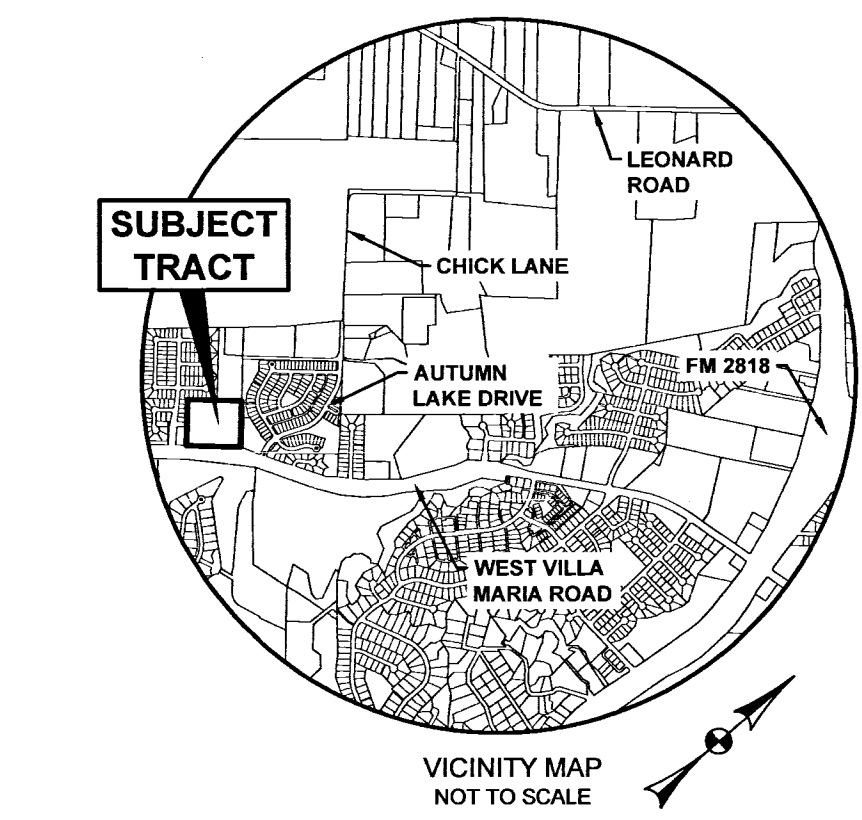 LEONARD
ROAD
SUBJECT
TRACT
CHICK LANE
AUTUMN
LAKE DRIVE
FM 2818
WEST VILLA
MARIA ROAD
VICINITY MAP
NOT TO SCALE